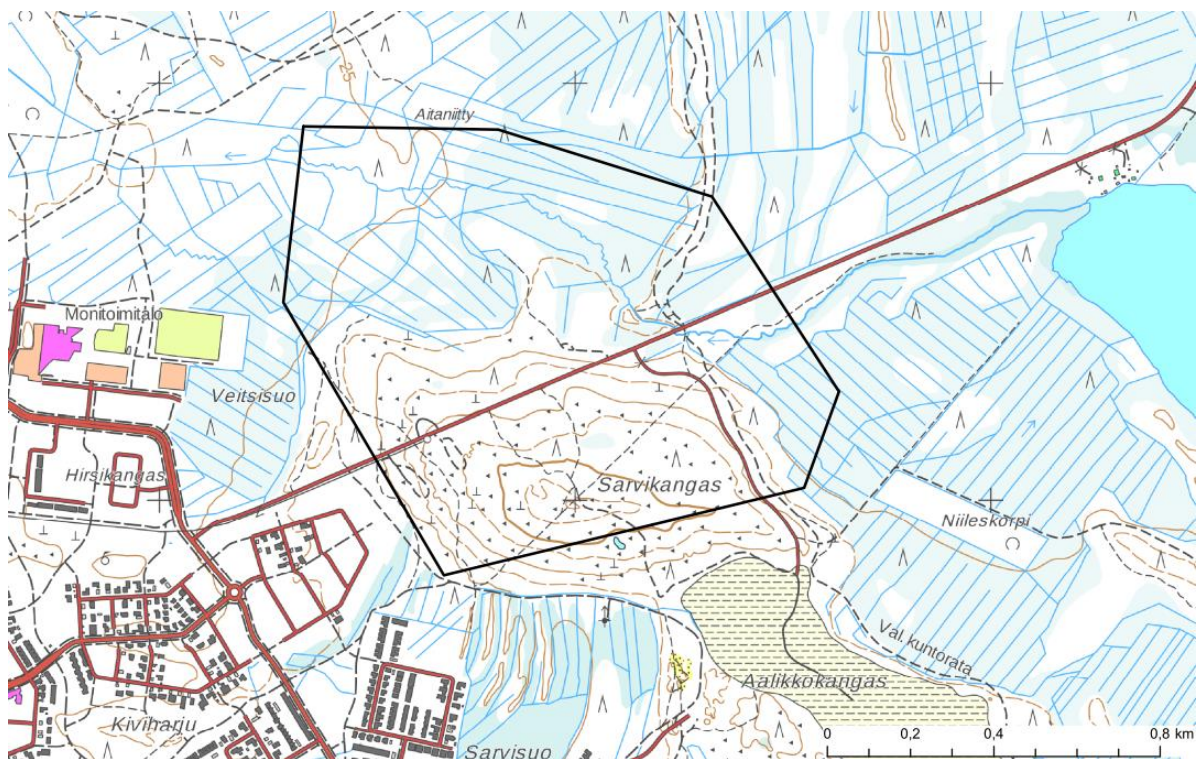 25
Aitaniitty
Monitoimitalo
Veitsisuo
Hirsikangas
Sarvikangas
Niileskorpi
Val.kuntorata
Aalikkokangas
Kiviharju
Sarvisuo
0 0,2 0,4 0,8 km